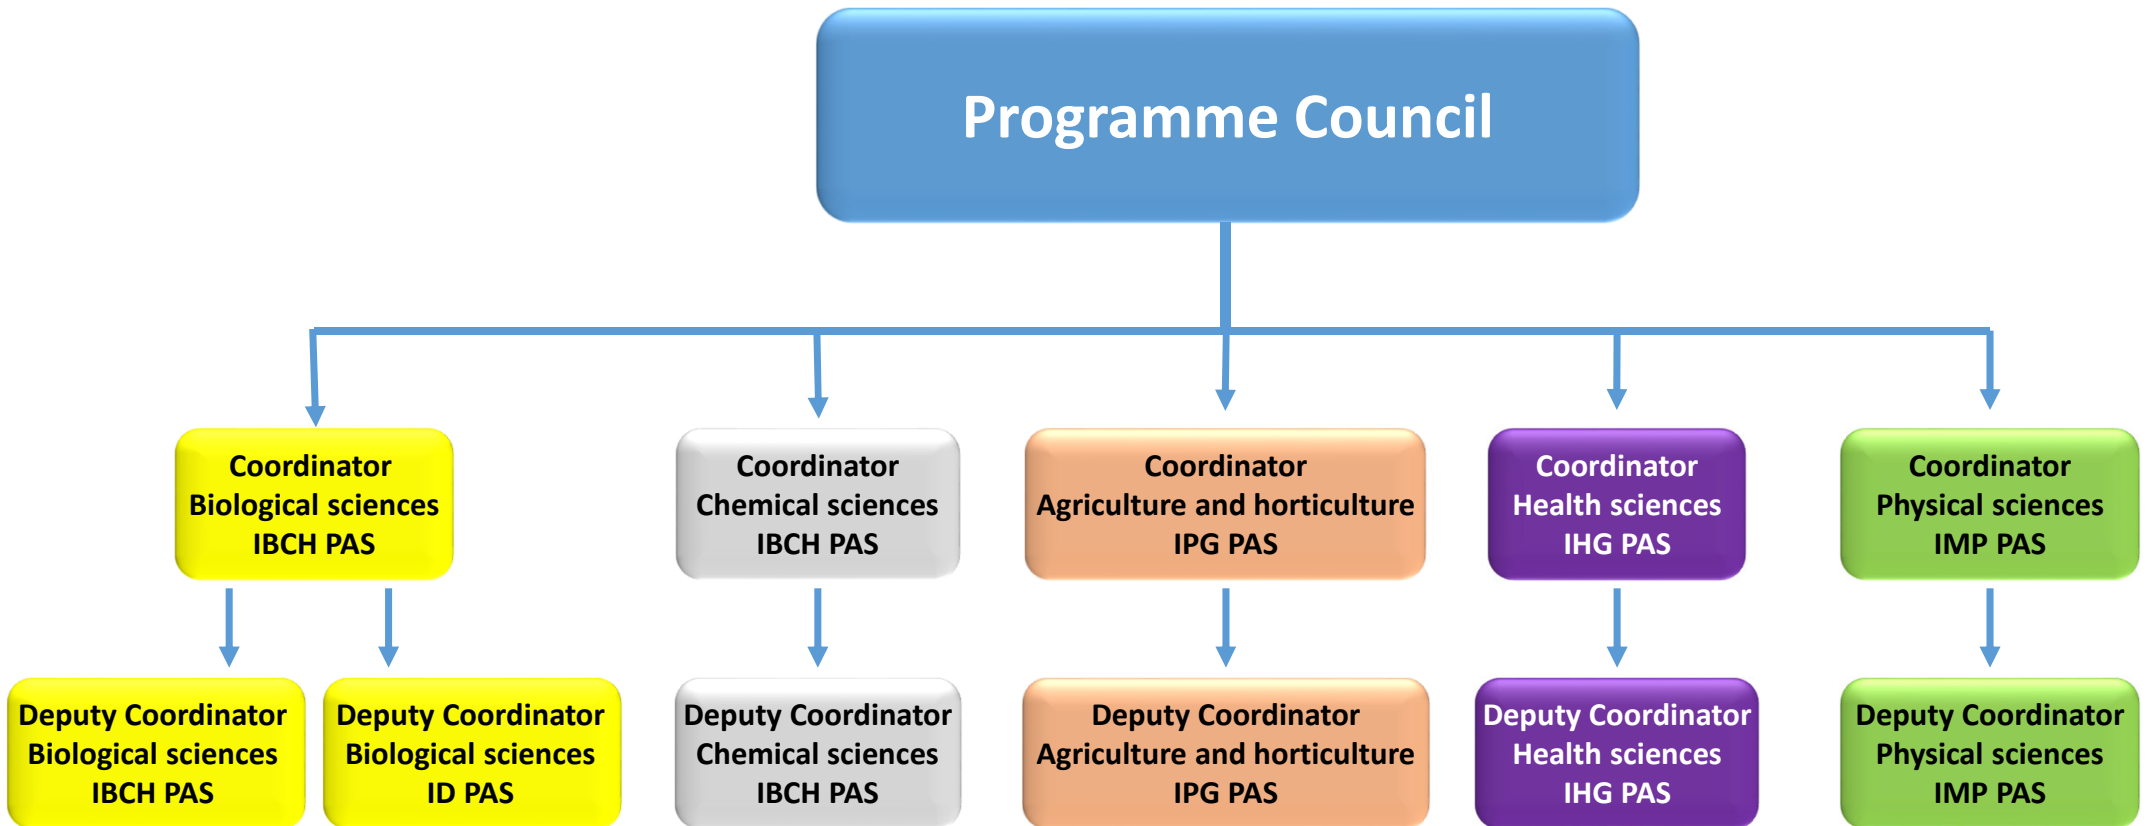 Programme Council
Coordinator
Biological sciences
IBCH PAS
Coordinator
Chemical sciences
IBCH PAS
Coordinator
Agriculture and horticulture
IPG PAS
Coordinator
Health sciences
IHG PAS
Coordinator
Physical sciences
IMP PAS
Deputy Coordinator
Biological sciences
IBCH PAS
Deputy Coordinator
Biological sciences
ID PAS
Deputy Coordinator
Chemical sciences
IBCH PAS
Deputy Coordinator
Agriculture and horticulture
IPG PAS
Deputy Coordinator
Health sciences
IHG PAS
Deputy Coordinator
Physical sciences
IMP PAS